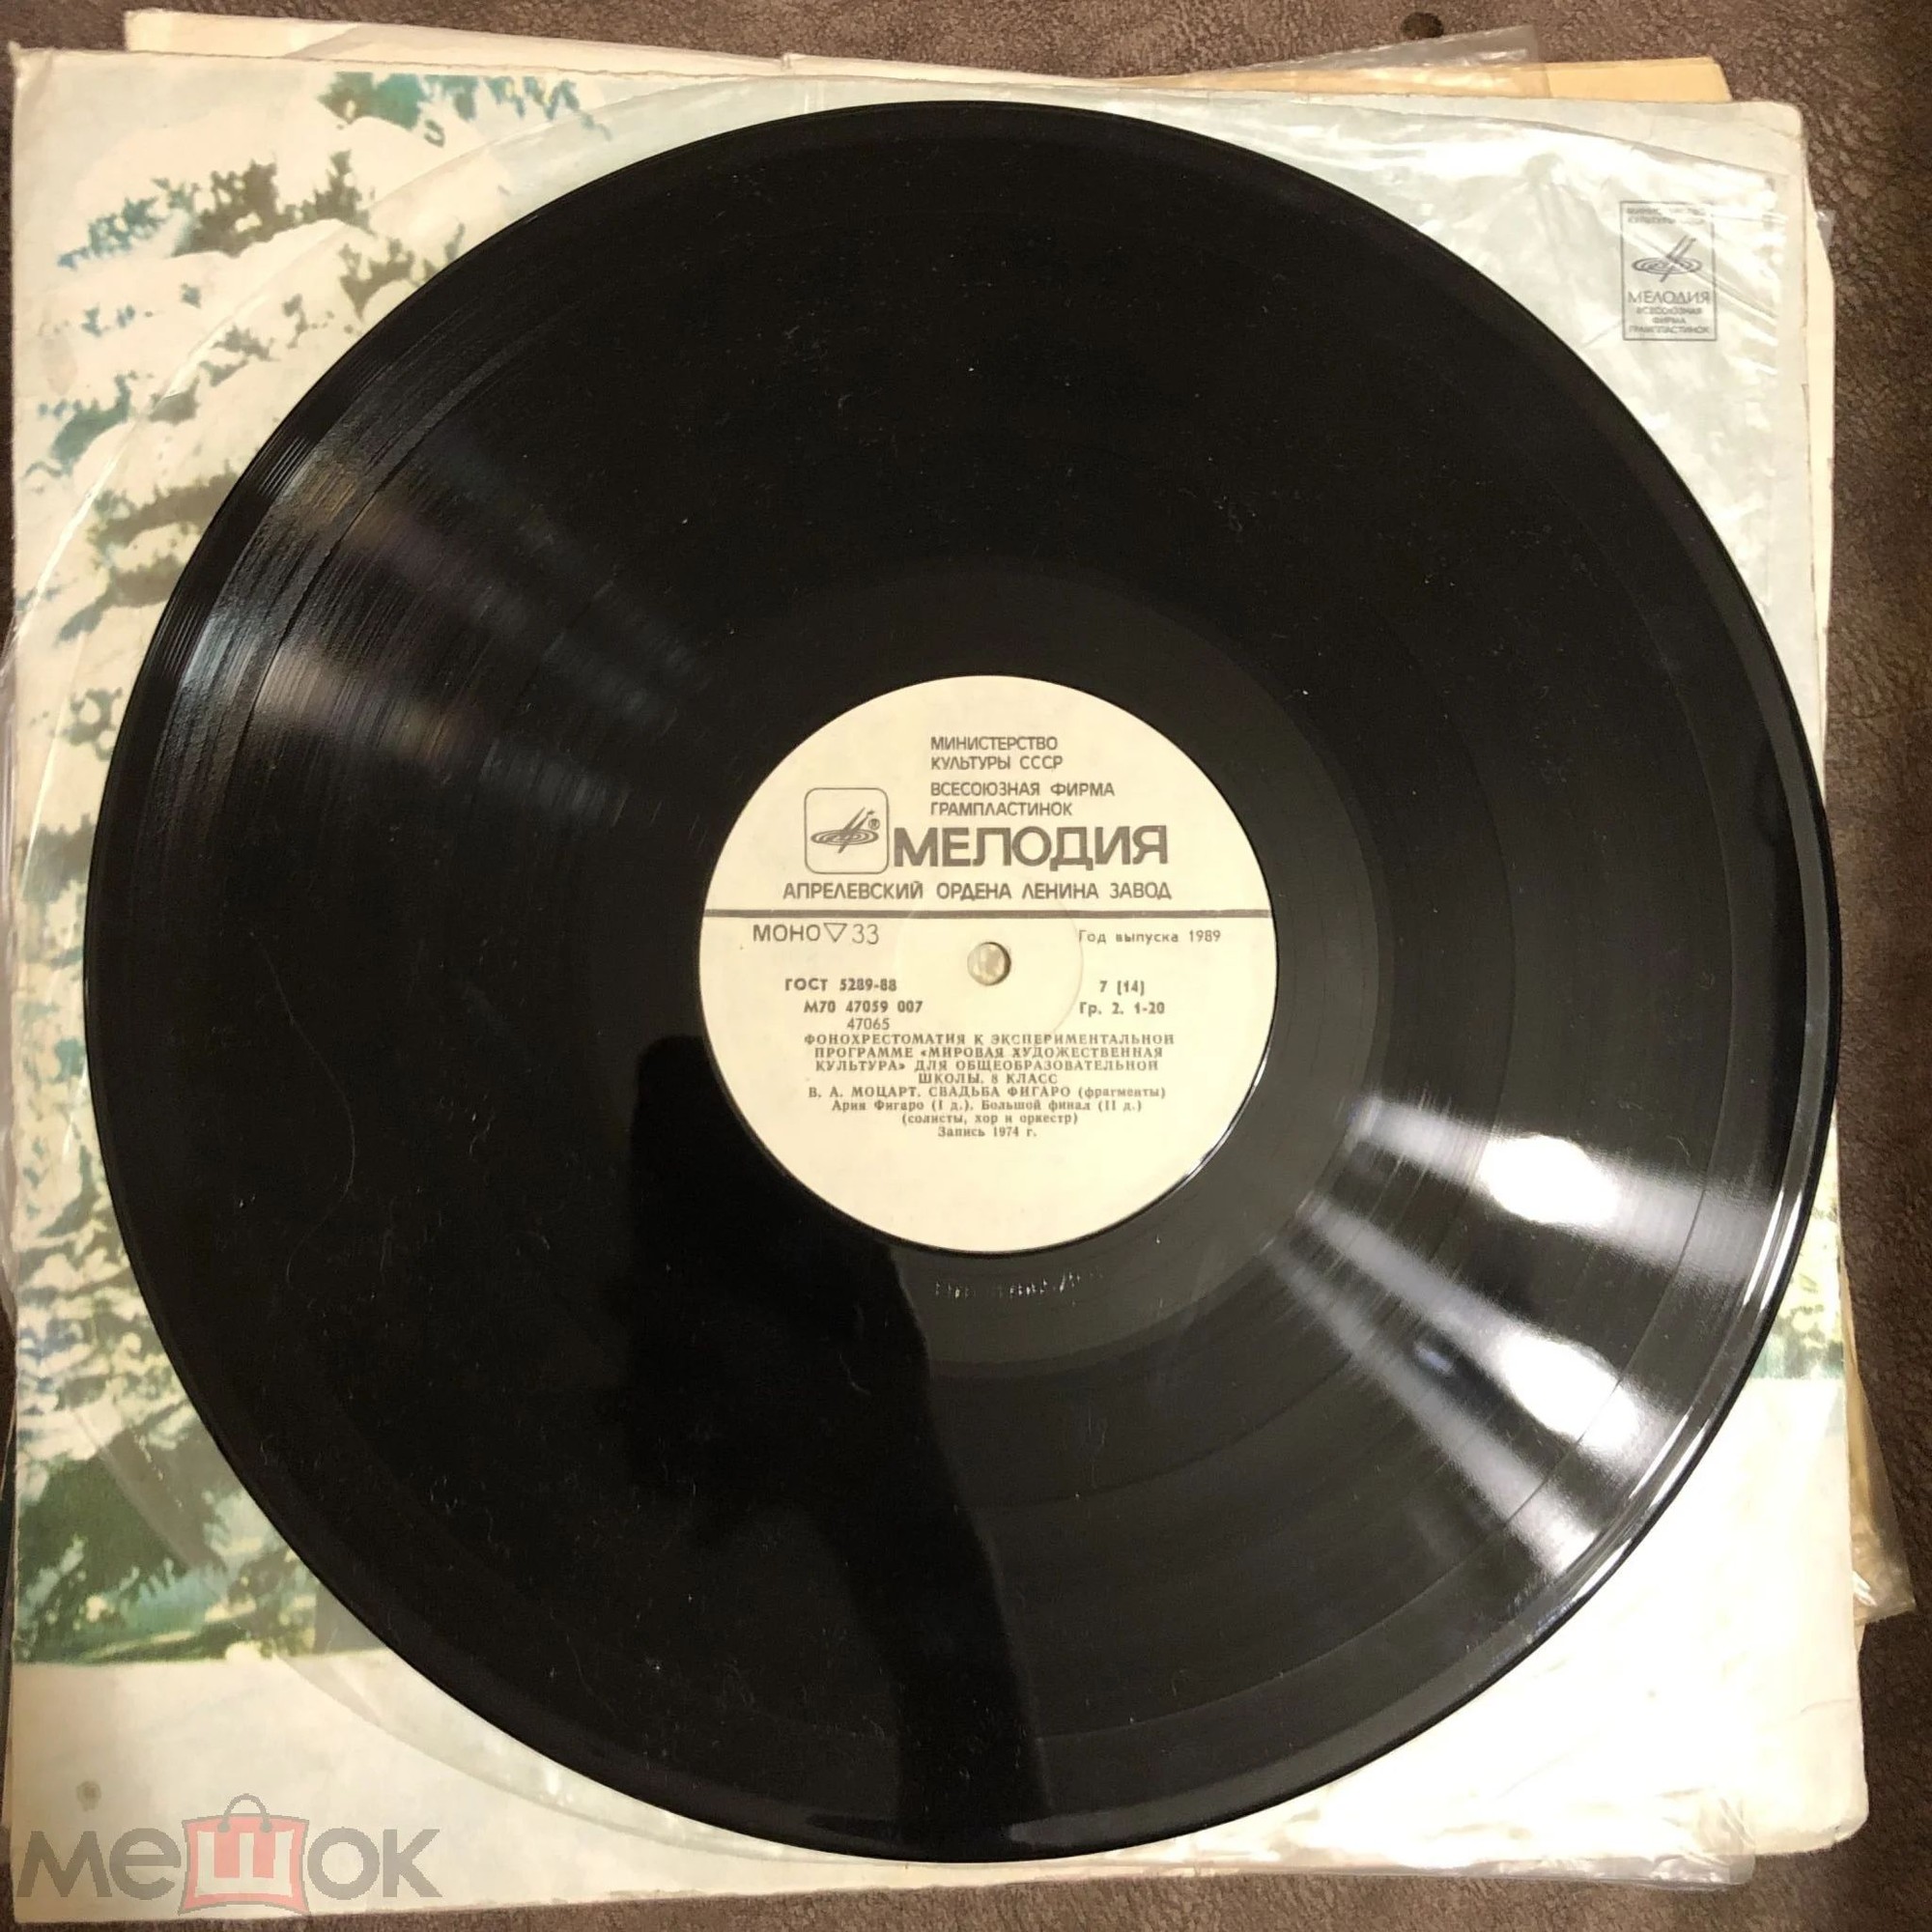 МИНИСТЕРСТВО
КУЛЬТУРЫ СССР
МЕЛОДИЯ
ВСЕСОЮЗНАЯ
ФИРМА
ГРАМПЛАСТИНОК
МИНИСТЕРСТВО
КУЛЬТУРЫ СССР
ВСЕСОЮЗНАЯ ФИРМА
ГРАМПЛАСТИНОК
®
МЕЛОДИЯ
АПРЕЛЕВСКИЙ ОРДЕНА ЛЕНИНА ЗАВОД
МОНО ▽ 33 Год выпуска 1989
ГОСТ 5289-88 7 [14]
М70 47059 007 Гр. 2. 1-20
47065
ФОНОХРЕСТОМАТИЯ К ЭКСПЕРИМЕНТАЛЬНОЙ
ПРОГРАММЕ «МИРОВАЯ ХУДОЖЕСТВЕННАЯ
КУЛЬТУРА» ДЛЯ ОБЩЕОБРАЗОВАТЕЛЬНОЙ
ШКОЛЫ. 8 КЛАСС
В. А. МОЦАРТ. СВАДЬБА ФИГАРО (фрагменты)
Ария Фигаро (I д.). Большой финал (II д.)
(солисты, хор и оркестр)
Запись 1974 г.
мешок